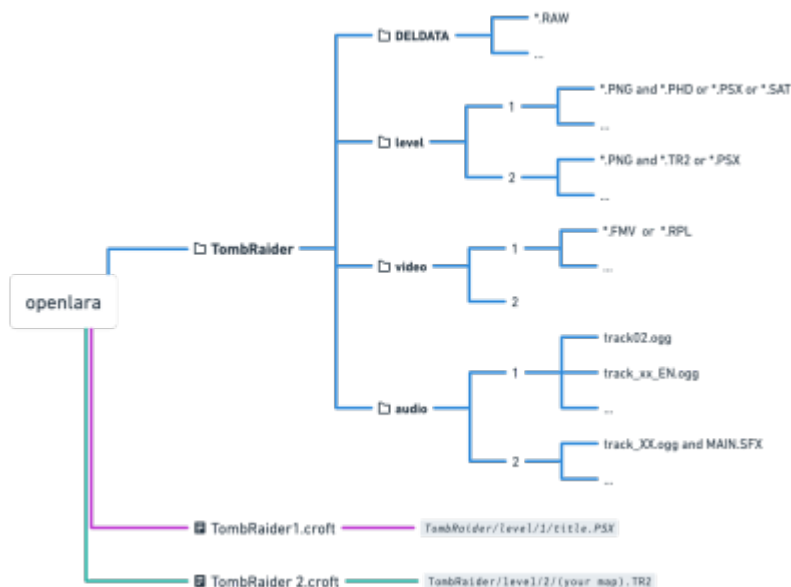 *.RAW
DELDATA
...
*.PNG and *.PHD or *.PSX or *.SAT
1
...
level
*.PNG and *.TR2 or *.PSX
2
...
*.FMV or *.RPL
TombRaider
1
...
video
openlara
2
track02.ogg
1
track_xx_EN.ogg
...
audio
track_XX.ogg and MAIN.SFX
2
...
TombRaider1.croft
TombRaider/level/1/title.PSX
TombRaider 2.croft
TombRaider/level/2/(your map).TR2